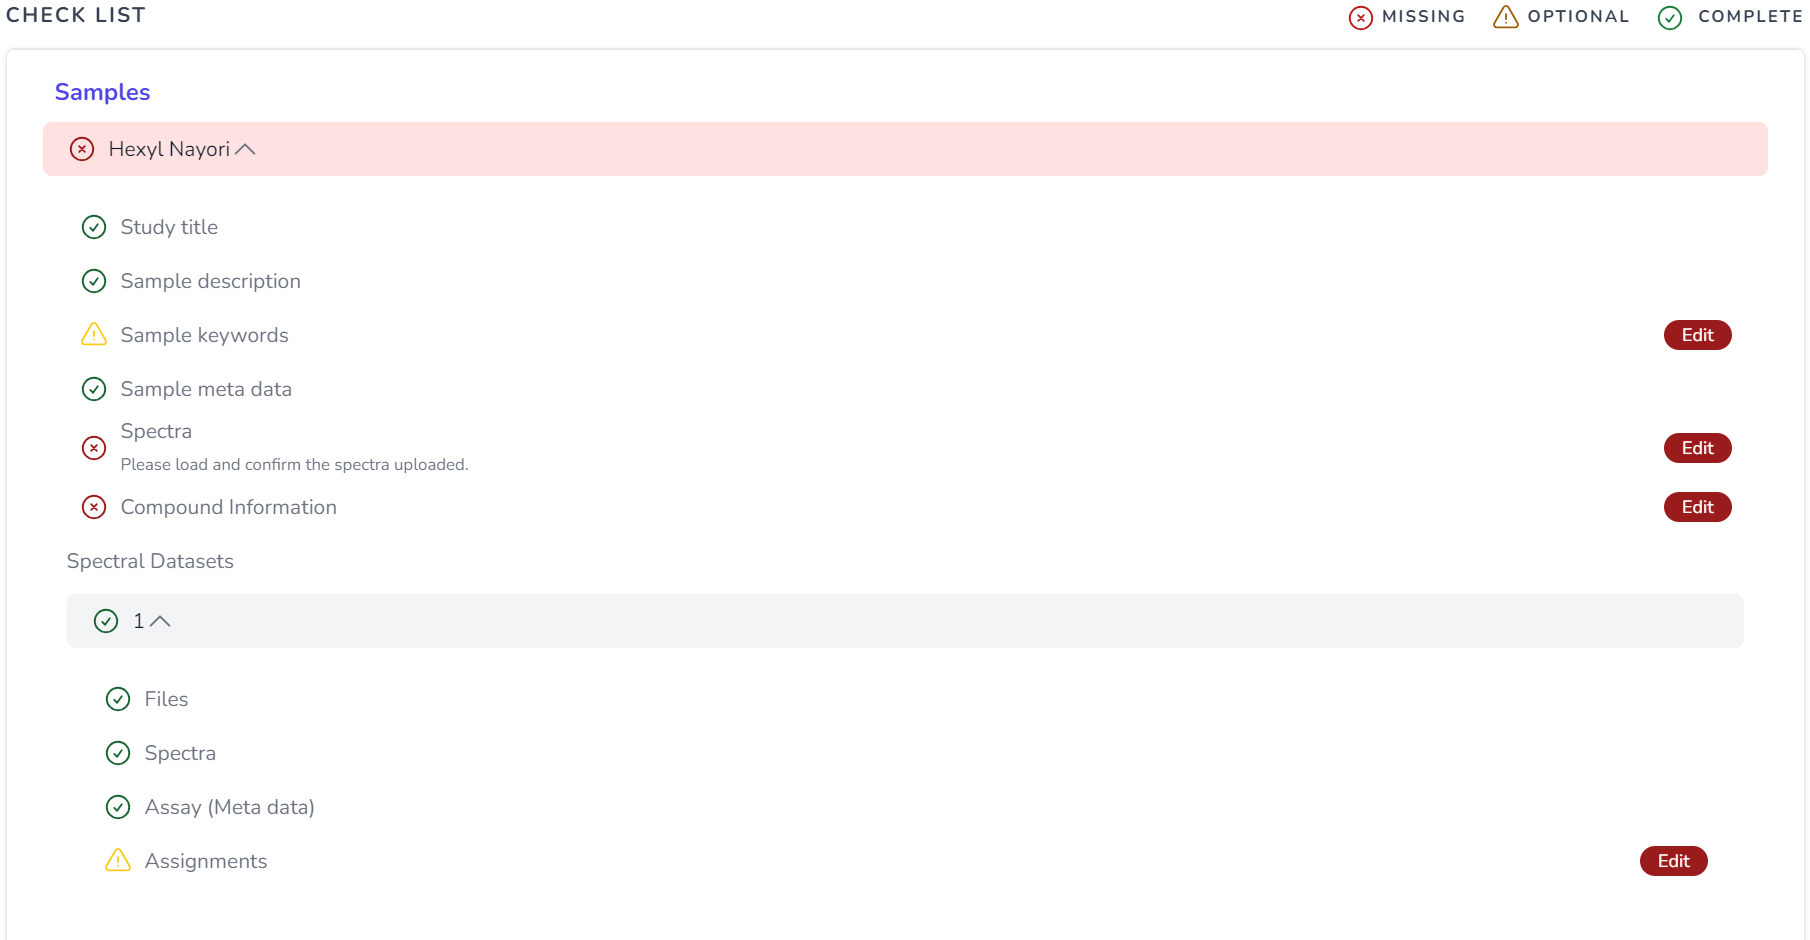 CHECK LIST
MISSING
OPTIONAL
COMPLETE
Samples
Hexyl Nayori
Study title
Sample description
Sample keywords
Edit
Sample meta data
Spectra
Please load and confirm the spectra uploaded.
Edit
Compound Information
Edit
Spectral Datasets
1
Files
Spectra
Assay (Meta data)
Assignments
Edit